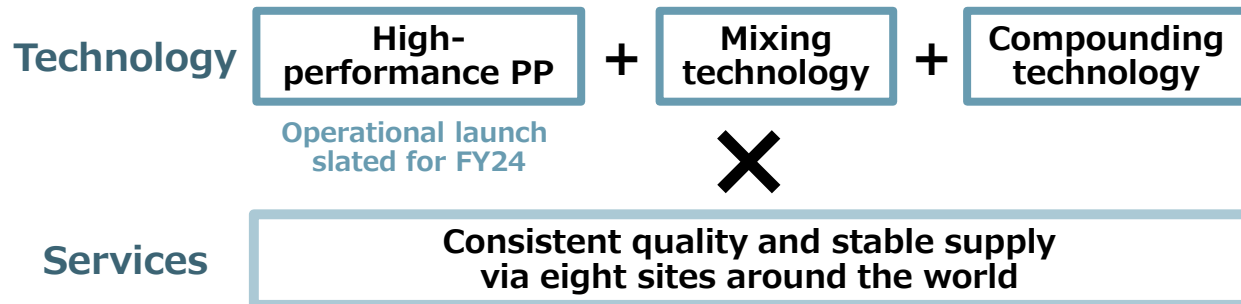 Technology
High-
performance PP
+
Mixing
technology
+
Compounding
technology
Operational launch
slated for FY24
×
Services
Consistent quality and stable supply
via eight sites around the world